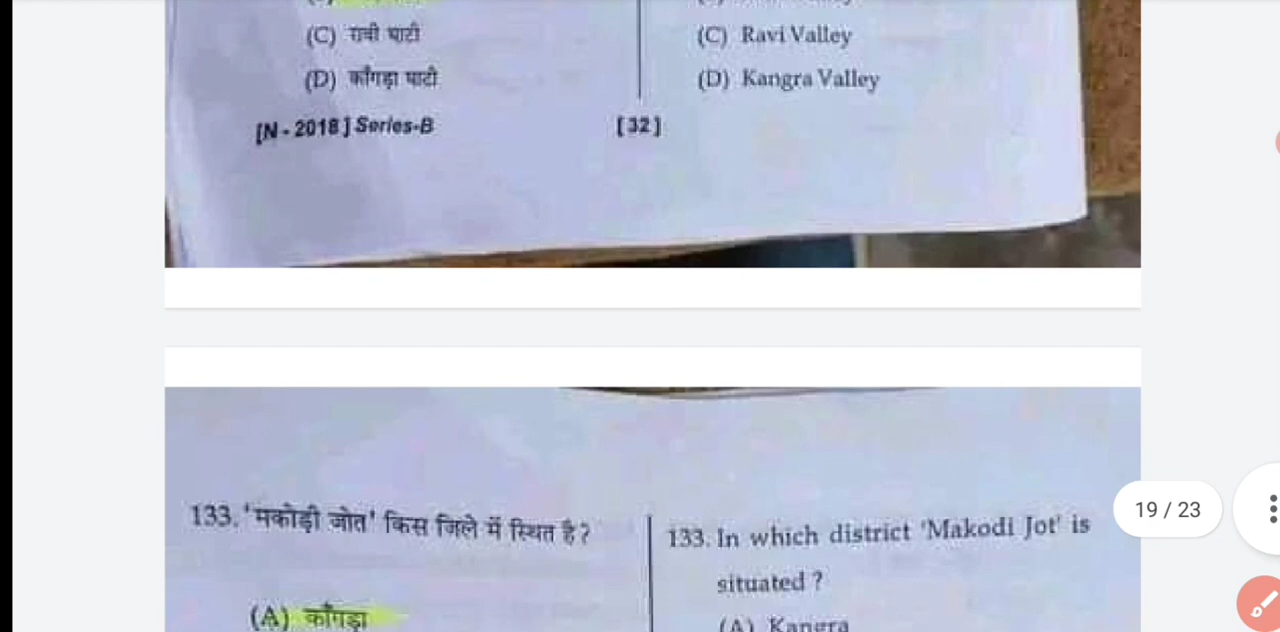 (C) रावी घाटी
(D) काँगड़ा घाटी
(C) Ravi Valley
(D) Kangra Valley
[N - 2018 ] Series-B
[ 32 ]
133. 'मकोड़ी जोत' किस जिले में स्थित है ?
(A) काँगड़ा
133. In which district 'Makodi Jot' is
situated ?
(A) Kangra
19 / 23